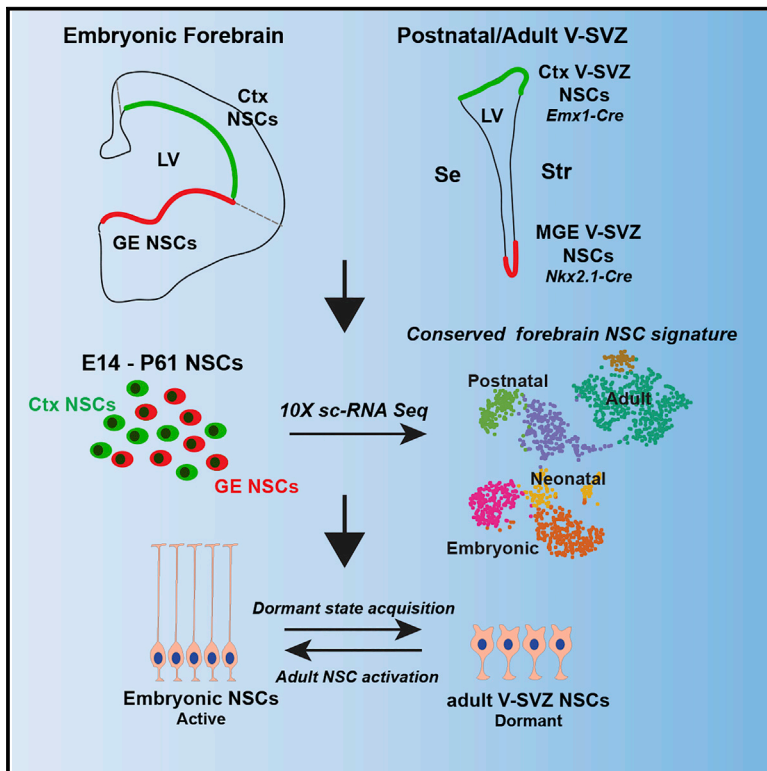 Embryonic Forebrain
Ctx
NSCs
LV
GE NSCs
Postnatal/Adult V-SVZ
Ctx V-SVZ
NSCs
Emx1-Cre
LV
Se
Str
MGE V-SVZ
NSCs
Nkx2.1-Cre
E14 - P61 NSCs
Ctx NSCs
GE NSCs
10X sc-RNA Seq
Conserved forebrain NSC signature
Postnatal
Adult
Neonatal
Embryonic
Dormant state acquisition
Adult NSC activation
Embryonic NSCs
Active
adult V-SVZ NSCs
Dormant